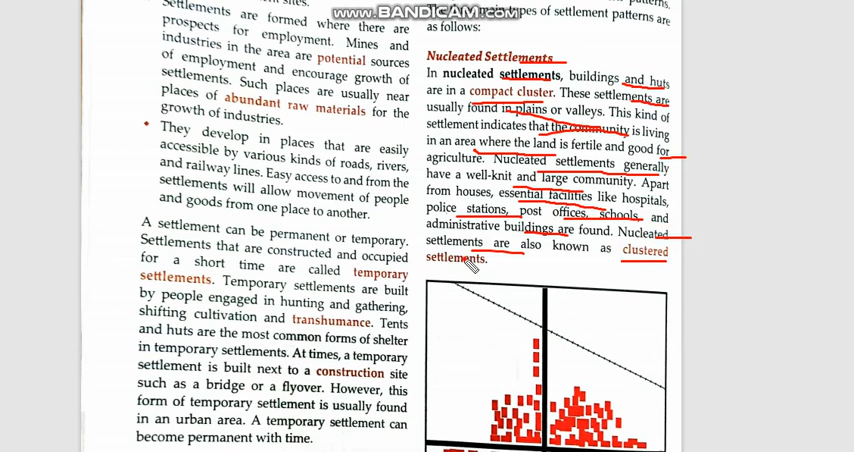 www.BANDICAM.com
Settlements are formed where there are
prospects for employment. Mines and
industries in the area are potential sources
of employment and encourage growth of
settlements. Such places are usually near
places of abundant raw materials for the
growth of industries.
• They develop in places that are easily
accessible by various kinds of roads, rivers,
and railway lines. Easy access to and from the
settlements will allow movement of people
and goods from one place to another.
A settlement can be permanent or temporary.
Settlements that are constructed and occupied
for a short time are called temporary
settlements. Temporary settlements are built
by people engaged in hunting and gathering,
shifting cultivation and transhumance. Tents
and huts are the most common forms of shelter
in temporary settlements. At times, a temporary
settlement is built next to a construction site
such as a bridge or a flyover. However, this
form of temporary settlement is usually found
in an urban area. A temporary settlement can
become permanent with time.
types of settlement patterns are
as follows:
Nucleated Settlements
In nucleated settlements, buildings and huts
are in a compact cluster. These settlements are
usually found in plains or valleys. This kind of
settlement indicates that the community is living
in an area where the land is fertile and good for
agriculture. Nucleated settlements generally
have a well-knit and large community. Apart
from houses, essential facilities like hospitals,
police stations, post offices, schools, and
administrative buildings are found. Nucleated
settlements are also known as clustered
settlements.